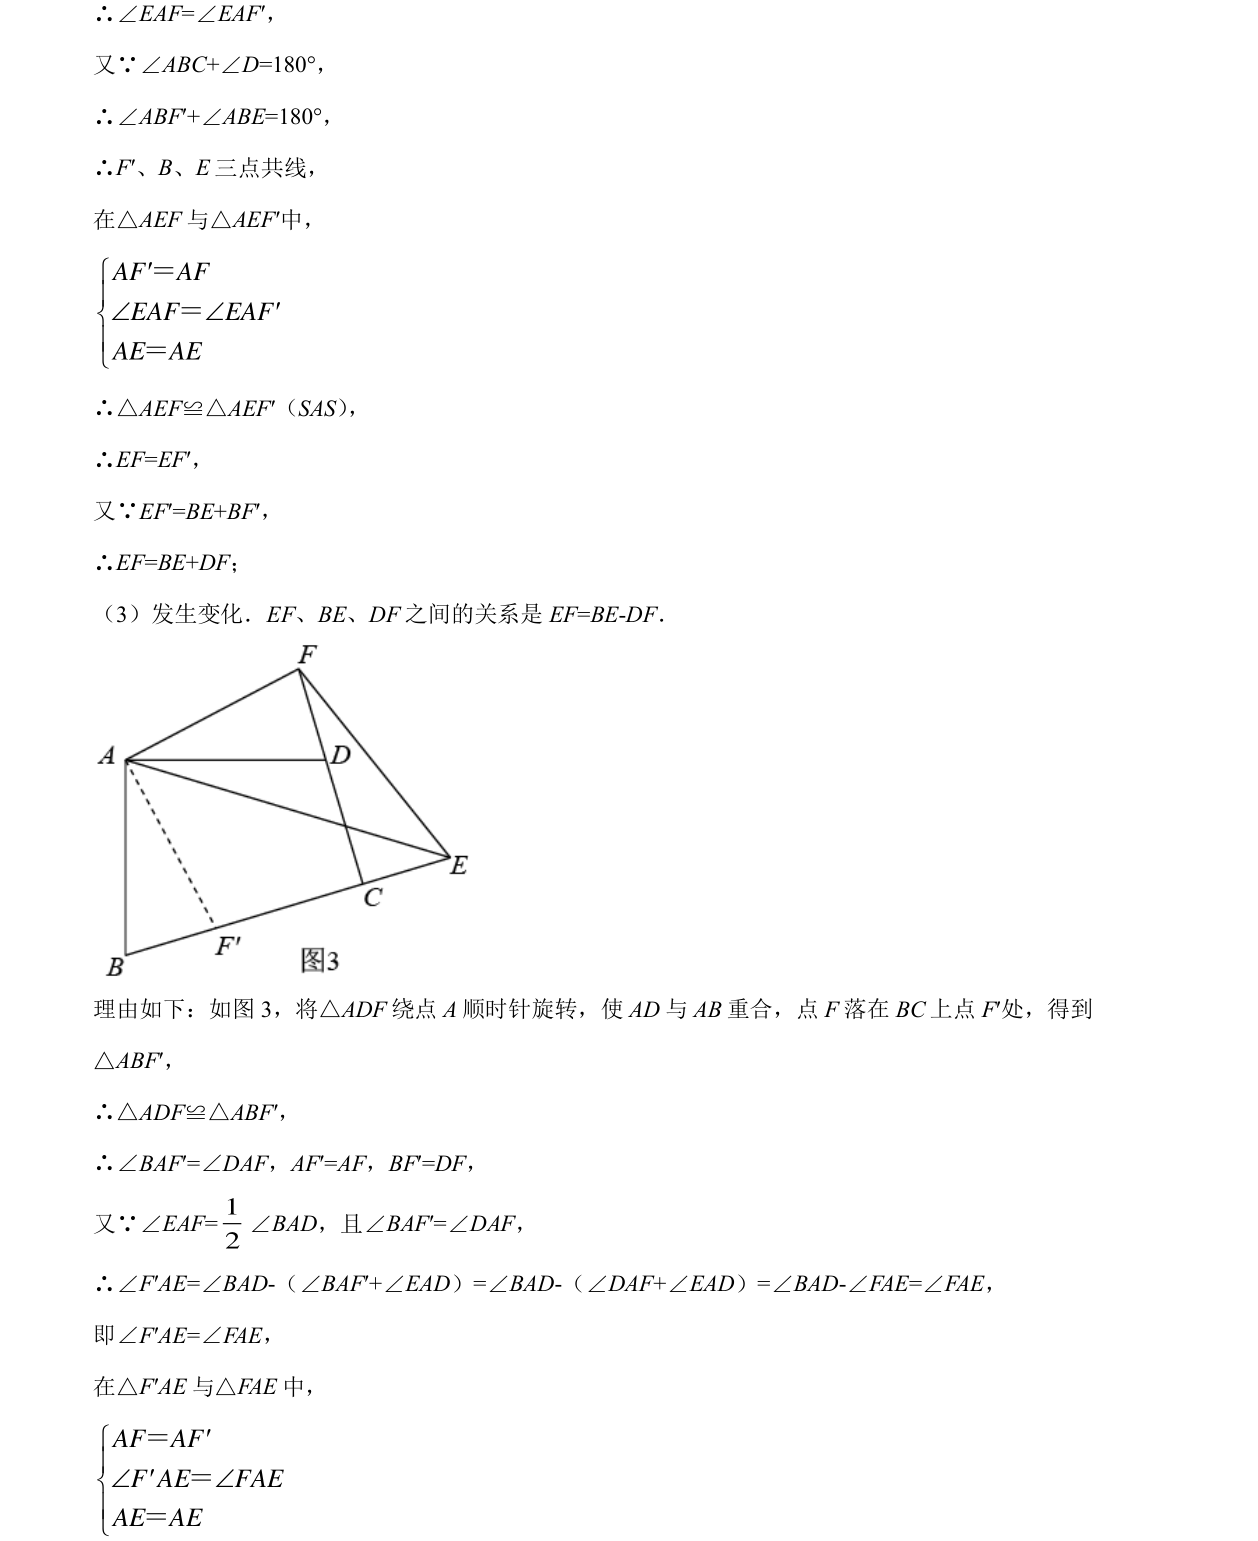 ∴∠EAF=∠EAF′，
又∵∠ABC+∠D=180°，
∴∠ABF′+∠ABE=180°，
∴F′、B、E三点共线，
在△AEF与△AEF′中，
AF′＝AF
∠EAF＝∠EAF′
AE＝AE
∴△AEF≌△AEF′（SAS），
∴EF=EF′，
又∵EF′=BE+BF′，
∴EF=BE+DF；
（3）发生变化．EF、BE、DF之间的关系是EF=BE-DF．
F
A
D
E
C
F′
B
图3
理由如下：如图3，将△ADF绕点A顺时针旋转，使AD与AB重合，点F落在BC上点F′处，得到
△ABF′，
∴△ADF≌△ABF′，
∴∠BAF′=∠DAF，AF′=AF，BF′=DF，
又∵∠EAF=1/2∠BAD，且∠BAF′=∠DAF，
∴∠F′AE=∠BAD-（∠BAF′+∠EAD）=∠BAD-（∠DAF+∠EAD）=∠BAD-∠FAE=∠FAE，
即∠F′AE=∠FAE，
在△F′AE与△FAE中，
AF＝AF′
∠F′AE＝∠FAE
AE＝AE